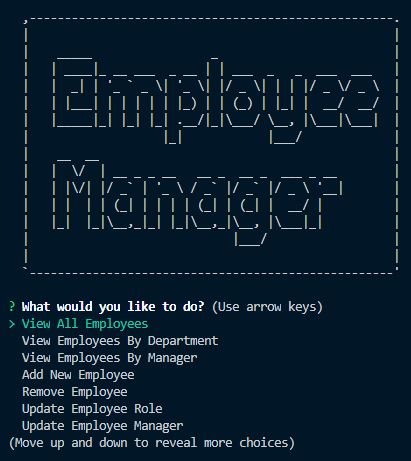 Employee
Manager
? What would you like to do? (Use arrow keys)
> View All Employees
View Employees By Department
View Employees By Manager
Add New Employee
Remove Employee
Update Employee Role
Update Employee Manager
(Move up and down to reveal more choices)